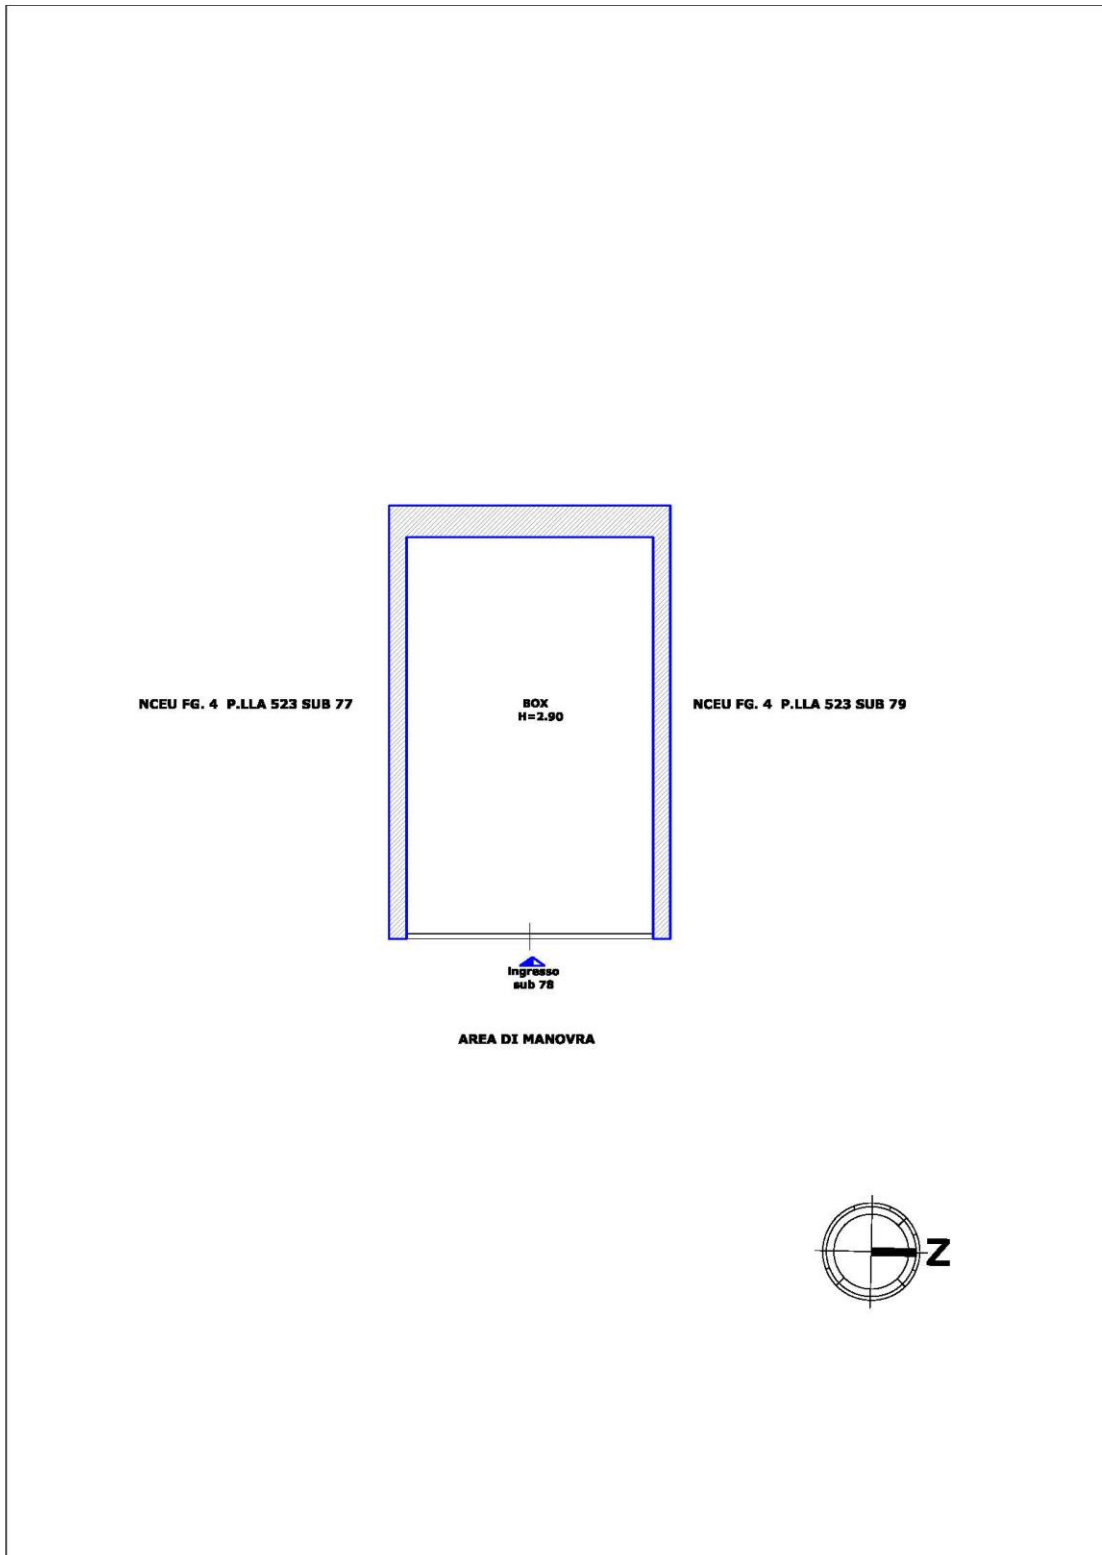 NCEU FG. 4 P.LLA 523 SUB 77
BOX
H=2.90
NCEU FG. 4 P.LLA 523 SUB 79
Ingresso
sub 78
AREA DI MANOVRA
N